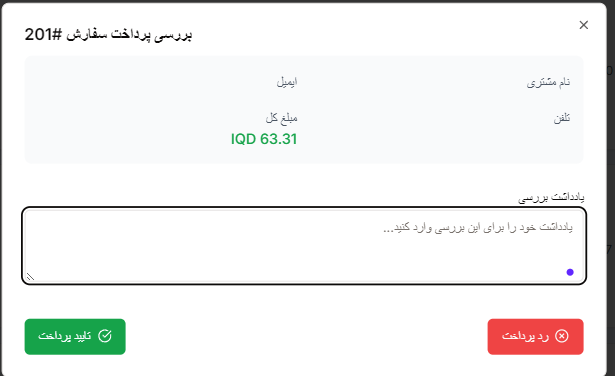 بررسی پرداخت سفارش #201
نام مشتری
ایمیل
تلفن
مبلغ کل
IQD 63.31
یادداشت بررسی
یادداشت خود را برای این بررسی وارد کنید...
رد پرداخت
تایید پرداخت